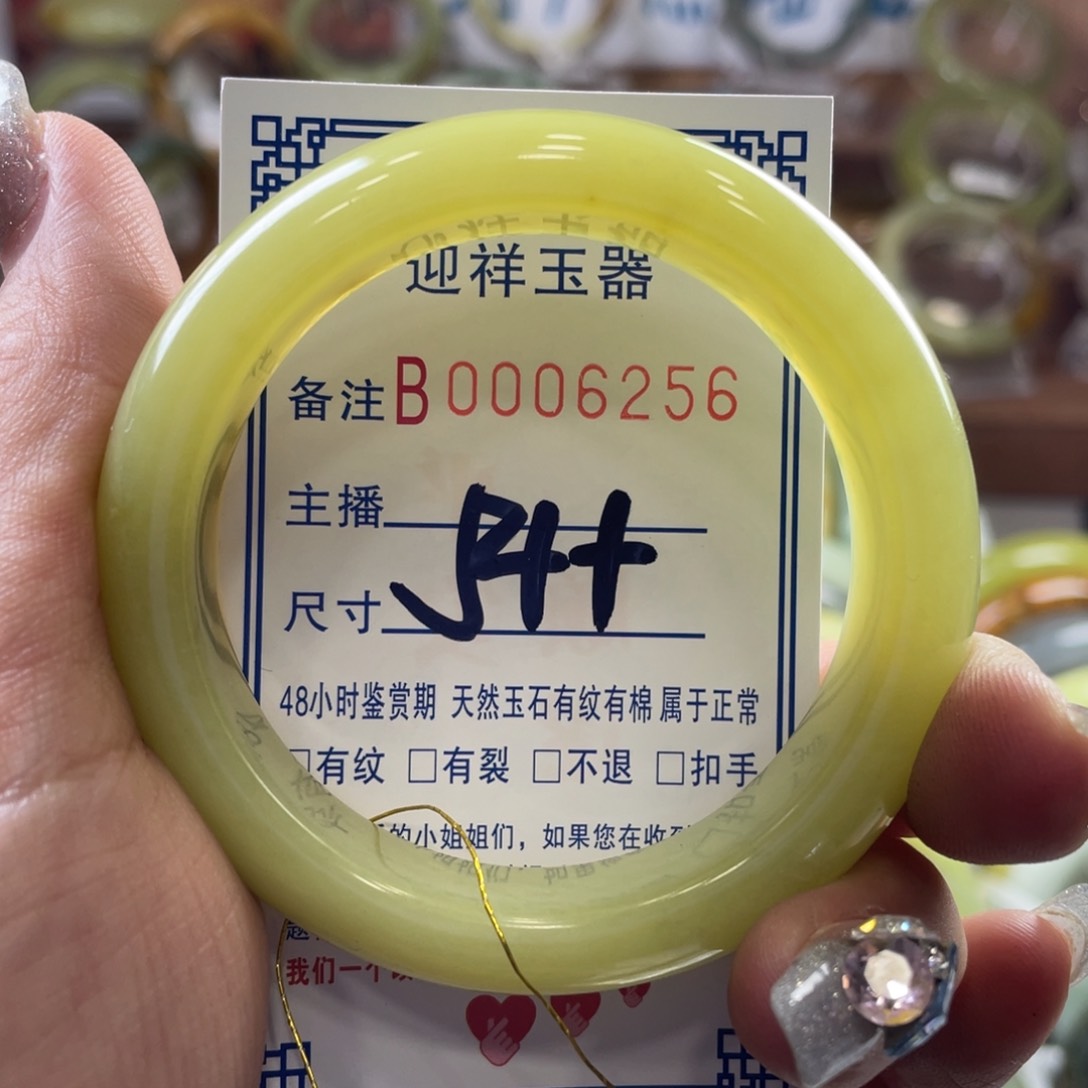 迎祥玉器
备注B0006256
主播
尺寸
48小时鉴赏期 天然玉石有纹有棉属于正常
□有纹 □有裂 □不退 □扣手
的小姐姐们，如果您在收到
我们一个